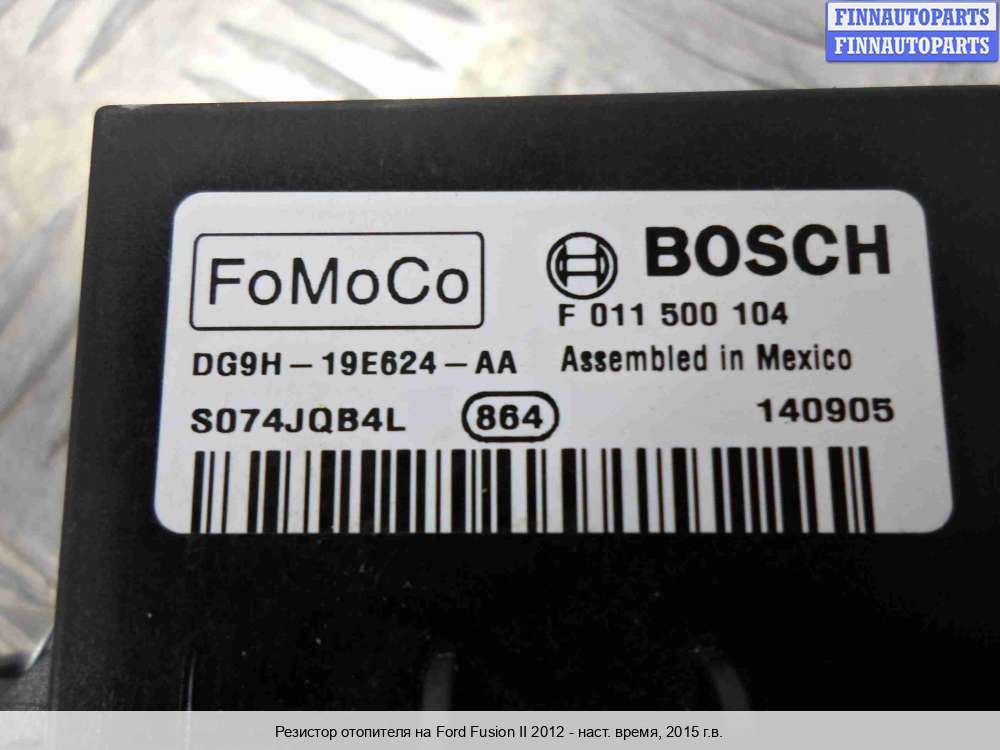 FINNAUTOPARTS
FINNAUTOPARTS
FoMoCo
BOSCH
F 011 500 104
DG9H-19E624-AA
Assembled in Mexico
S074JQB4L
864
140905
Резистор отопителя на Ford Fusion II 2012 - наст. время, 2015 г.в.